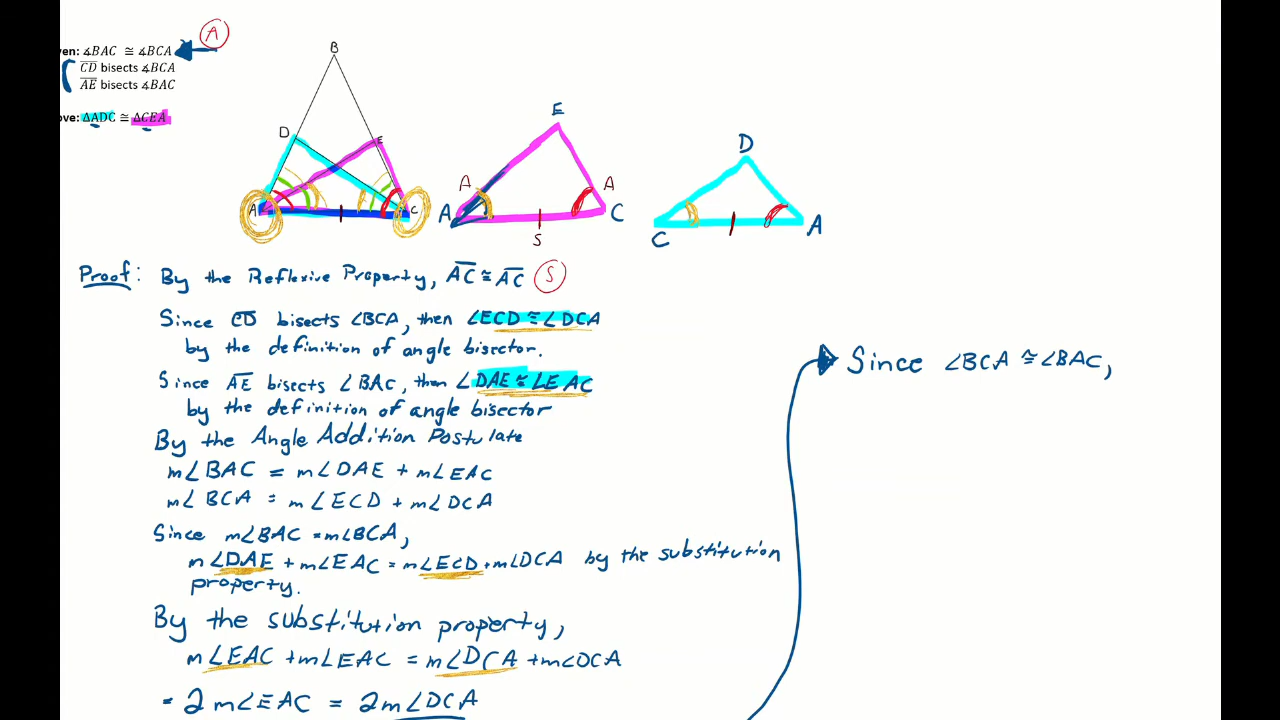 ven: ∡BAC ≅ ∡BCA
A
CD bisects ∡BCA
AE bisects ∡BAC
ove: ΔADC ≅ ΔCEA
B
D
E
A
C
E
A
A
A
C
S
D
C
A
Proof: By the Reflexive Property, AC ≅ AC S
Since CD bisects ∠BCA, then ∠ECD ≅ ∠DCA
by the definition of angle bisector.
Since AE bisects ∠BAC, then ∠DAE ≅ ∠EAC
by the definition of angle bisector
By the Angle Addition Postulate
m∠BAC = m∠DAE + m∠EAC
m∠BCA = m∠ECD + m∠DCA
Since m∠BAC = m∠BCA,
m∠DAE + m∠EAC = m∠ECD + m∠DCA by the substitution
property.
By the substitution property,
m∠EAC + m∠EAC = m∠DCA + m∠DCA
= 2m∠EAC = 2m∠DCA
Since ∠BCA ≅ ∠BAC,